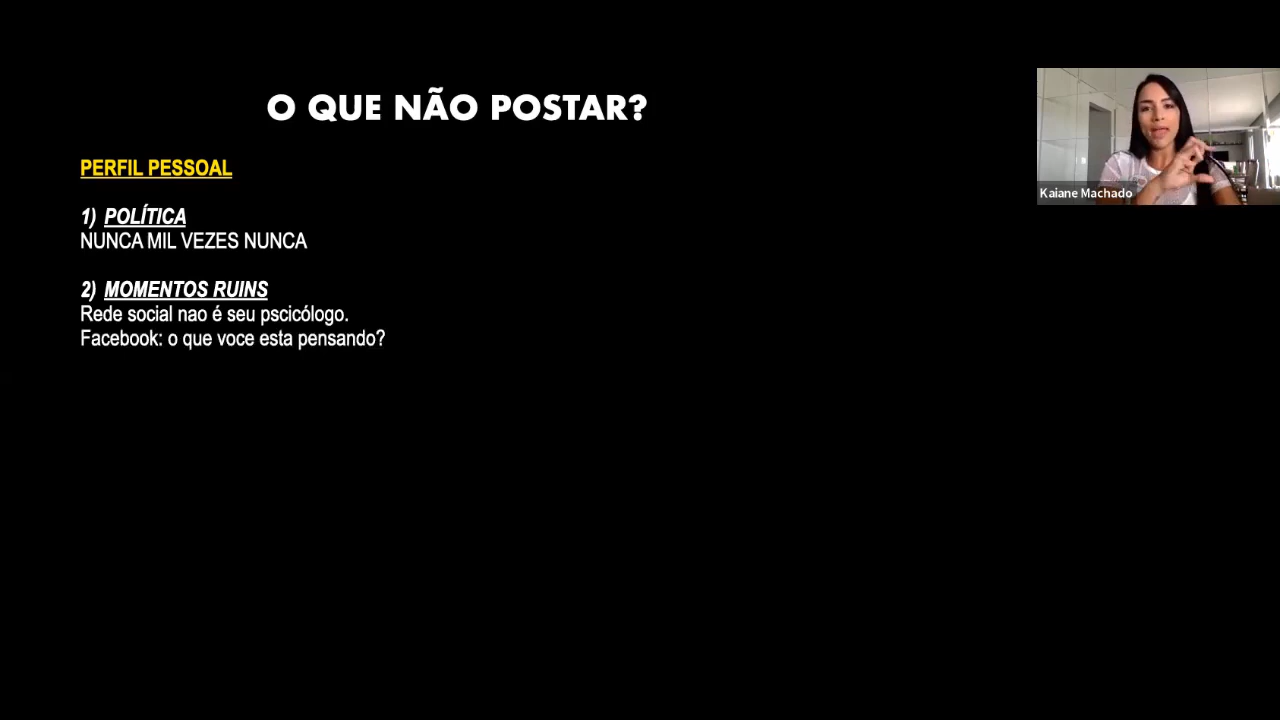 O QUE NÃO POSTAR?
PERFIL PESSOAL
1) POLÍTICA
NUNCA MIL VEZES NUNCA
2) MOMENTOS RUINS
Rede social nao é seu pscicólogo.
Facebook: o que voce esta pensando?
Kaiane Machado